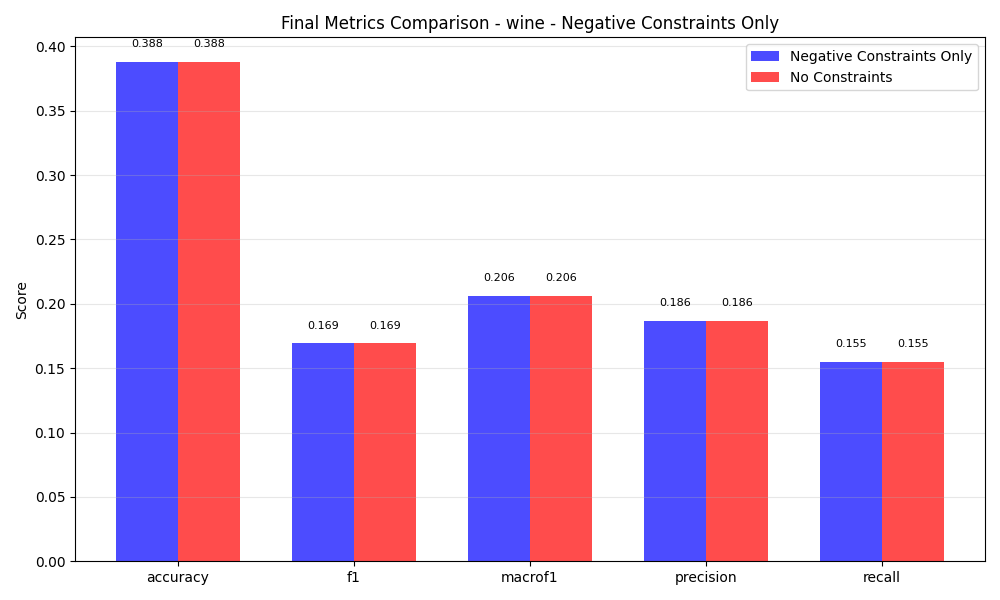 Final Metrics Comparison - wine - Negative Constraints Only
Negative Constraints Only
No Constraints
Score
0.40
0.35
0.30
0.25
0.20
0.15
0.10
0.05
0.00
0.388 0.388
0.169 0.169
0.206 0.206
0.186 0.186
0.155 0.155
accuracy f1 macrof1 precision recall